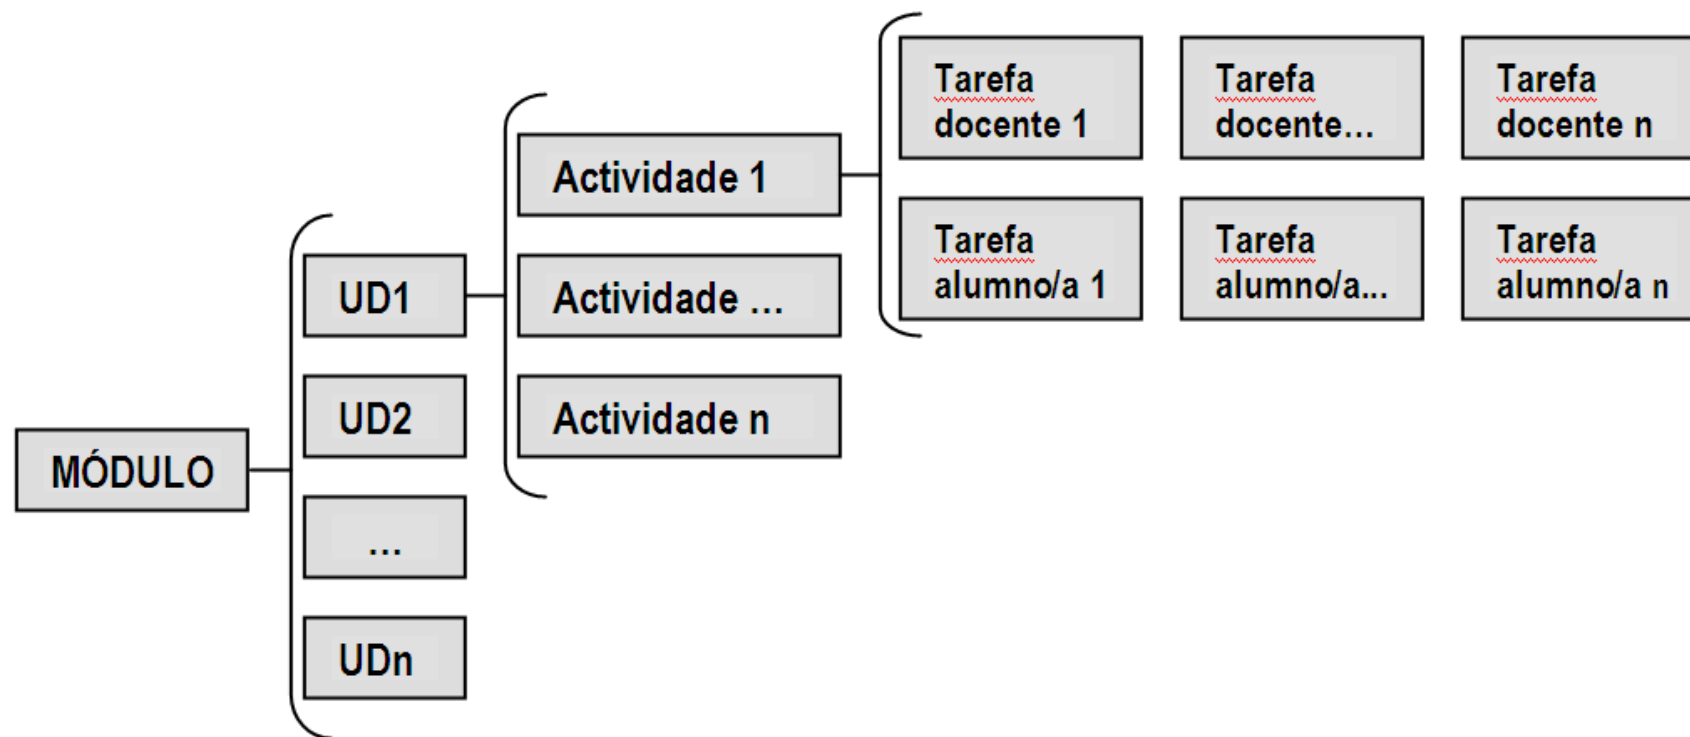 MÓDULO
UD1
UD2
...
UDn
Actividade 1
Actividade ...
Actividade n
Tarefa
docente 1
Tarefa
docente...
Tarefa
docente n
Tarefa
alumno/a 1
Tarefa
alumno/a...
Tarefa
alumno/a n